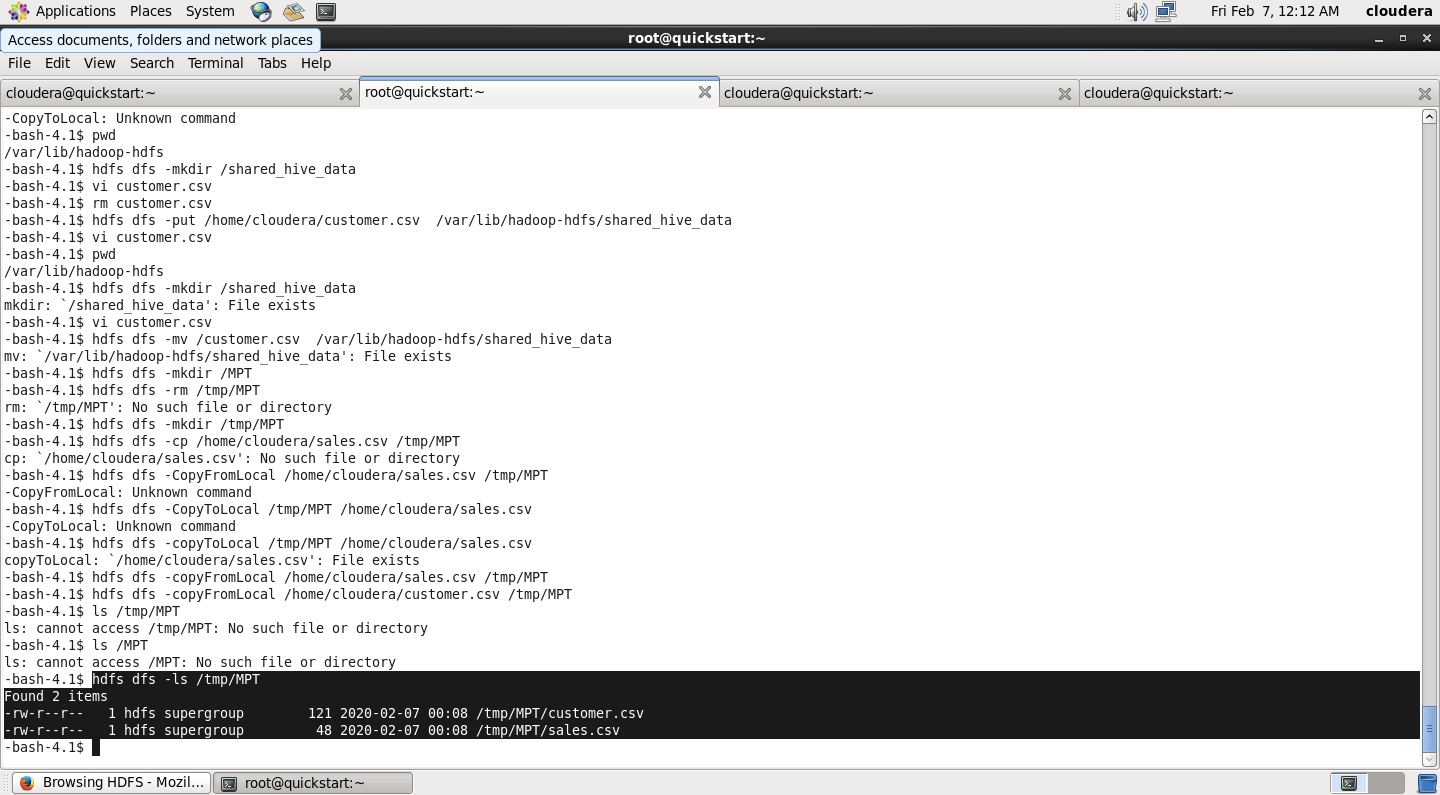 Applications Places System Fri Feb 7, 12:12 AM cloudera
Access documents, folders and network places
root@quickstart:~
File Edit View Search Terminal Tabs Help
cloudera@quickstart:~ root@quickstart:~ cloudera@quickstart:~ cloudera@quickstart:~
-CopyToLocal: Unknown command
-bash-4.1$ pwd
/var/lib/hadoop-hdfs
-bash-4.1$ hdfs dfs -mkdir /shared_hive_data
-bash-4.1$ vi customer.csv
-bash-4.1$ rm customer.csv
-bash-4.1$ hdfs dfs -put /home/cloudera/customer.csv  /var/lib/hadoop-hdfs/shared_hive_data
-bash-4.1$ vi customer.csv
-bash-4.1$ pwd
/var/lib/hadoop-hdfs
-bash-4.1$ hdfs dfs -mkdir /shared_hive_data
mkdir: `/shared_hive_data': File exists
-bash-4.1$ vi customer.csv
-bash-4.1$ hdfs dfs -mv /customer.csv  /var/lib/hadoop-hdfs/shared_hive_data
mv: `/var/lib/hadoop-hdfs/shared_hive_data': File exists
-bash-4.1$ hdfs dfs -mkdir /MPT
-bash-4.1$ hdfs dfs -rm /tmp/MPT
rm: `/tmp/MPT': No such file or directory
-bash-4.1$ hdfs dfs -mkdir /tmp/MPT
-bash-4.1$ hdfs dfs -cp /home/cloudera/sales.csv /tmp/MPT
cp: `/home/cloudera/sales.csv': No such file or directory
-bash-4.1$ hdfs dfs -CopyFromLocal /home/cloudera/sales.csv /tmp/MPT
-CopyFromLocal: Unknown command
-bash-4.1$ hdfs dfs -CopyToLocal /tmp/MPT /home/cloudera/sales.csv
-CopyToLocal: Unknown command
-bash-4.1$ hdfs dfs -copyToLocal /tmp/MPT /home/cloudera/sales.csv
copyToLocal: `/home/cloudera/sales.csv': File exists
-bash-4.1$ hdfs dfs -copyFromLocal /home/cloudera/sales.csv /tmp/MPT
-bash-4.1$ hdfs dfs -copyFromLocal /home/cloudera/customer.csv /tmp/MPT
-bash-4.1$ ls /tmp/MPT
ls: cannot access /tmp/MPT: No such file or directory
-bash-4.1$ ls /MPT
ls: cannot access /MPT: No such file or directory
-bash-4.1$ hdfs dfs -ls /tmp/MPT
Found 2 items
-rw-r--r--   1 hdfs supergroup        121 2020-02-07 00:08 /tmp/MPT/customer.csv
-rw-r--r--   1 hdfs supergroup         48 2020-02-07 00:08 /tmp/MPT/sales.csv
-bash-4.1$
Browsing HDFS - Mozil... root@quickstart:~